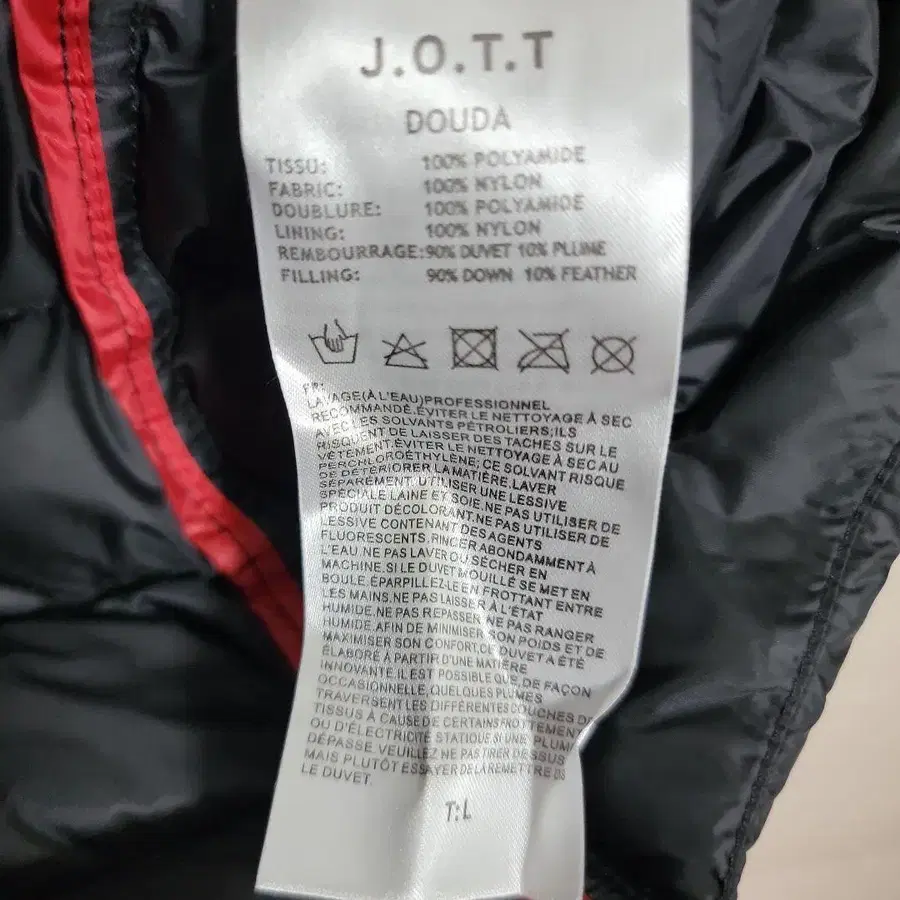 J.O.T.T
DOUDA
TISSU: 100% POLYAMIDE
FABRIC: 100% NYLON
DOUBLURE: 100% POLYAMIDE
LINING: 100% NYLON
REMBOURRAGE: 90% DUVET 10% PLUME
FILLING: 90% DOWN 10% FEATHER
FR:
LAVAGE(À L'EAU)PROFESSIONNEL
RECOMMANDÉ.ÉVITER LE NETTOYAGE À SEC
AVEC LES SOLVANTS PÉTROLIERS;ILS
RISQUENT DE LAISSER DES TACHES SUR LE
VÊTEMENT.ÉVITER LE NETTOYAGE À SEC AU
PERCHLOROÉTHYLÈNE;CE SOLVANT RISQUE
DE DÉTÉRIORER LA MATIÈRE.LAVER
SÉPARÉMENT.UTILISER UNE LESSIVE
SPÉCIALE LAINE ET SOIE.NE PAS UTILISER DE
PRODUIT DÉCOLORANT.NE PAS UTILISER DE
LESSIVE CONTENANT DES AGENTS
FLUORESCENTS.RINCER ABONDAMMENT À
L'EAU.NE PAS LAVER OU SÉCHER EN
MACHINE.SI LE DUVET MOUILLÉ SE MET EN
BOULE.ÉPARPILLEZ-LE EN FROTTANT ENTRE
LES MAINS.NE PAS LAISSER À L'ÉTAT
HUMIDE.NE PAS REPASSER NE PAS RANGER
HUMIDE.AFIN DE MINIMISER SON POIDS ET DE
MAXIMISER SON CONFORT,CE DUVET A ÉTÉ
ÉLABORÉ À PARTIR D'UNE MATIÈRE
INNOVANTE.IL EST POSSIBLE QUE,DE FAÇON
OCCASIONNELLE,QUELQUES PLUMES
TRAVERSENT LES DIFFÉRENTES COUCHES DE
TISSUS À CAUSE DE CERTAINS FROTTEMENT
OU D'ÉLECTRICITÉ STATIQUE SI UNE PLUME
DÉPASSE VEUILLEZ NE PAS TIRER DESSUS
MAIS PLUTÔT ESSAYER DE LA REMETTRE DS
LE DUVET.
T:L